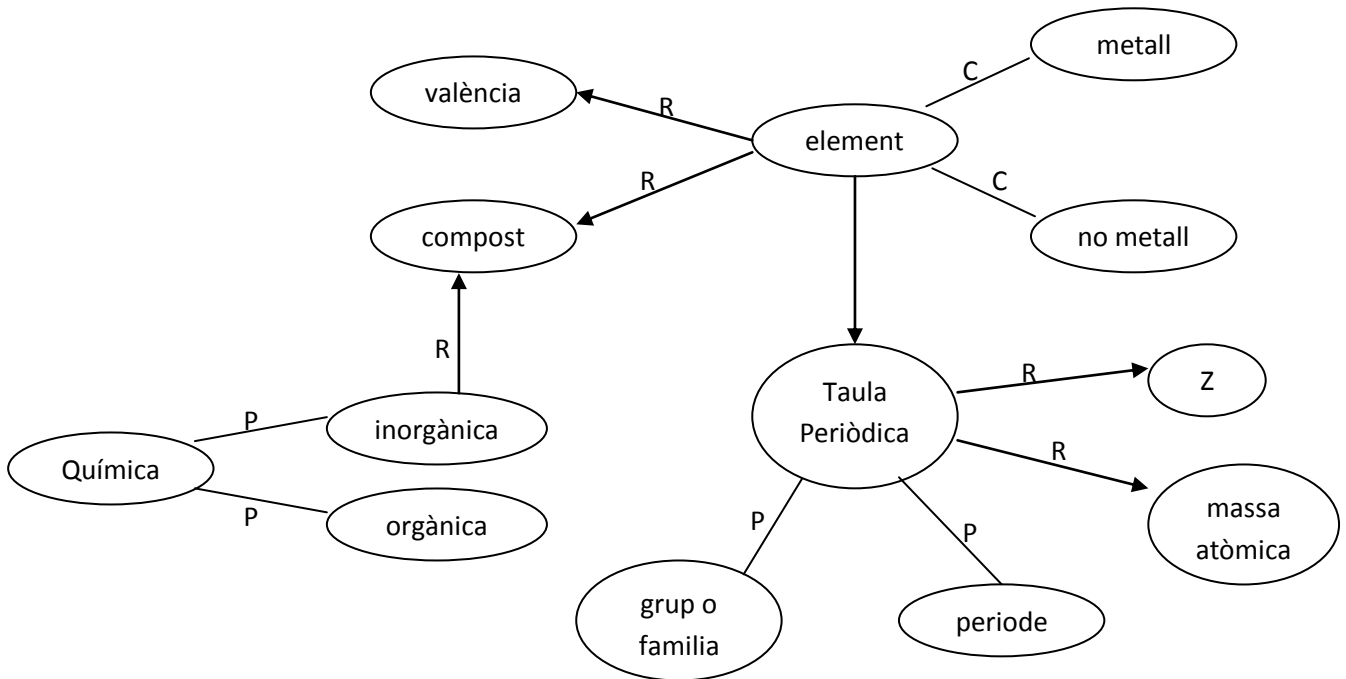 metall
C
valència
R
element
R
C
compost
no metall
R
Taula
Periòdica
R
Z
P
inorgànica
Química
R
P
orgànica
massa
atòmica
P
P
grup o
familia
periode